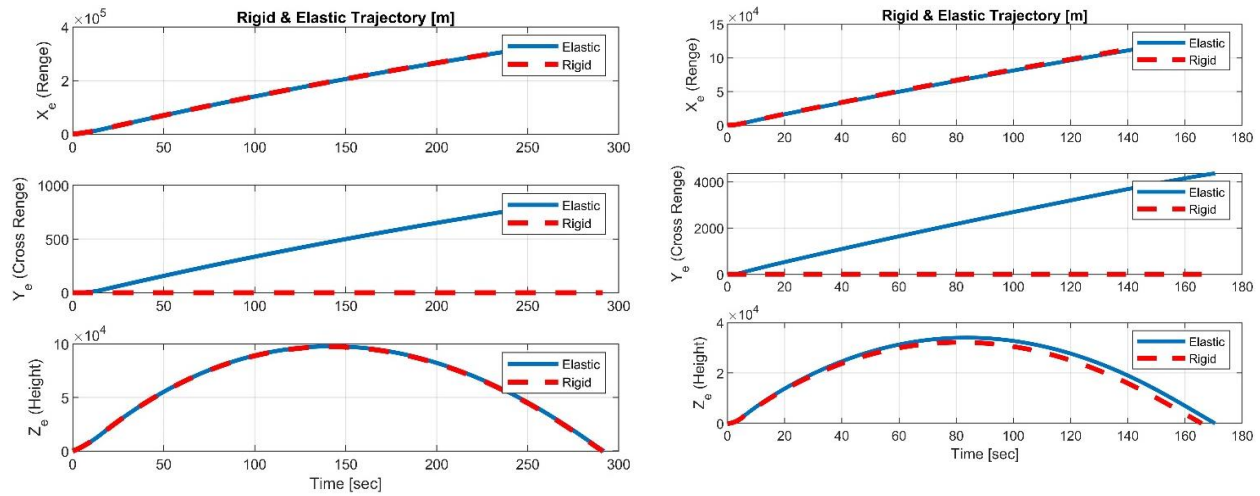 Rigid & Elastic Trajectory [m]
×10^5
4
2
0
X_e (Renge)
Elastic
Rigid
0 50 100 150 200 250 300
1000
500
0
Y_e (Cross Renge)
Elastic
Rigid
0 50 100 150 200 250 300
×10^4
10
5
0
Z_e (Height)
Elastic
Rigid
0 50 100 150 200 250 300
Time [sec]
Rigid & Elastic Trajectory [m]
×10^4
15
10
5
0
X_e (Renge)
Elastic
Rigid
0 20 40 60 80 100 120 140 160 180
4000
2000
0
Y_e (Cross Renge)
Elastic
Rigid
0 20 40 60 80 100 120 140 160 180
×10^4
4
2
0
Z_e (Height)
Elastic
Rigid
0 20 40 60 80 100 120 140 160 180
Time [sec]